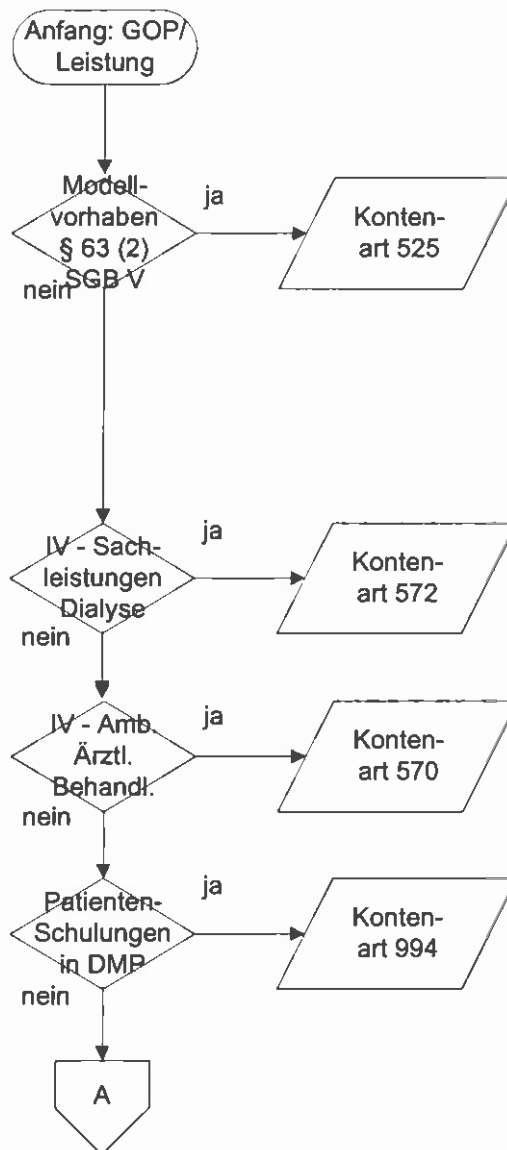 Anfang: GOP/
Leistung
Modell-
vorhaben
§ 63 (2)
SGB V
ja
Konten-
art 525
nein
IV - Sach-
leistungen
Dialyse
ja
Konten-
art 572
nein
IV - Amb.
Ärztl.
Behandl.
ja
Konten-
art 570
nein
Patienten-
Schulungen
in DMP
ja
Konten-
art 994
nein
A